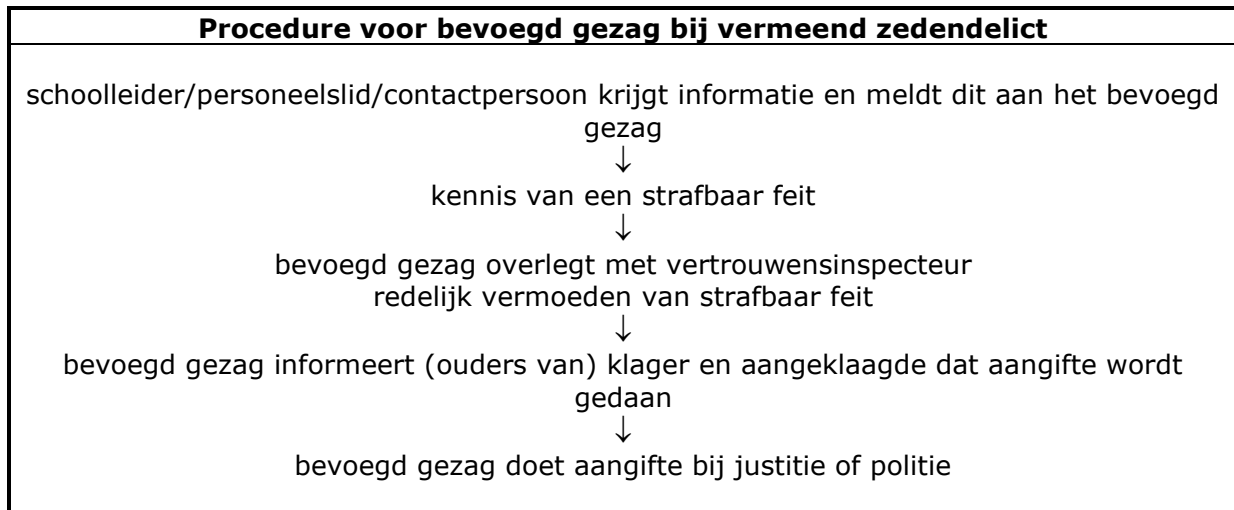 Procedure voor bevoegd gezag bij vermeend zedendelict
schoolleider/personeelslid/contactpersoon krijgt informatie en meldt dit aan het bevoegd
gezag
↓
kennis van een strafbaar feit
↓
bevoegd gezag overlegt met vertrouwensinspecteur
redelijk vermoeden van strafbaar feit
↓
bevoegd gezag informeert (ouders van) klager en aangeklaagde dat aangifte wordt
gedaan
↓
bevoegd gezag doet aangifte bij justitie of politie